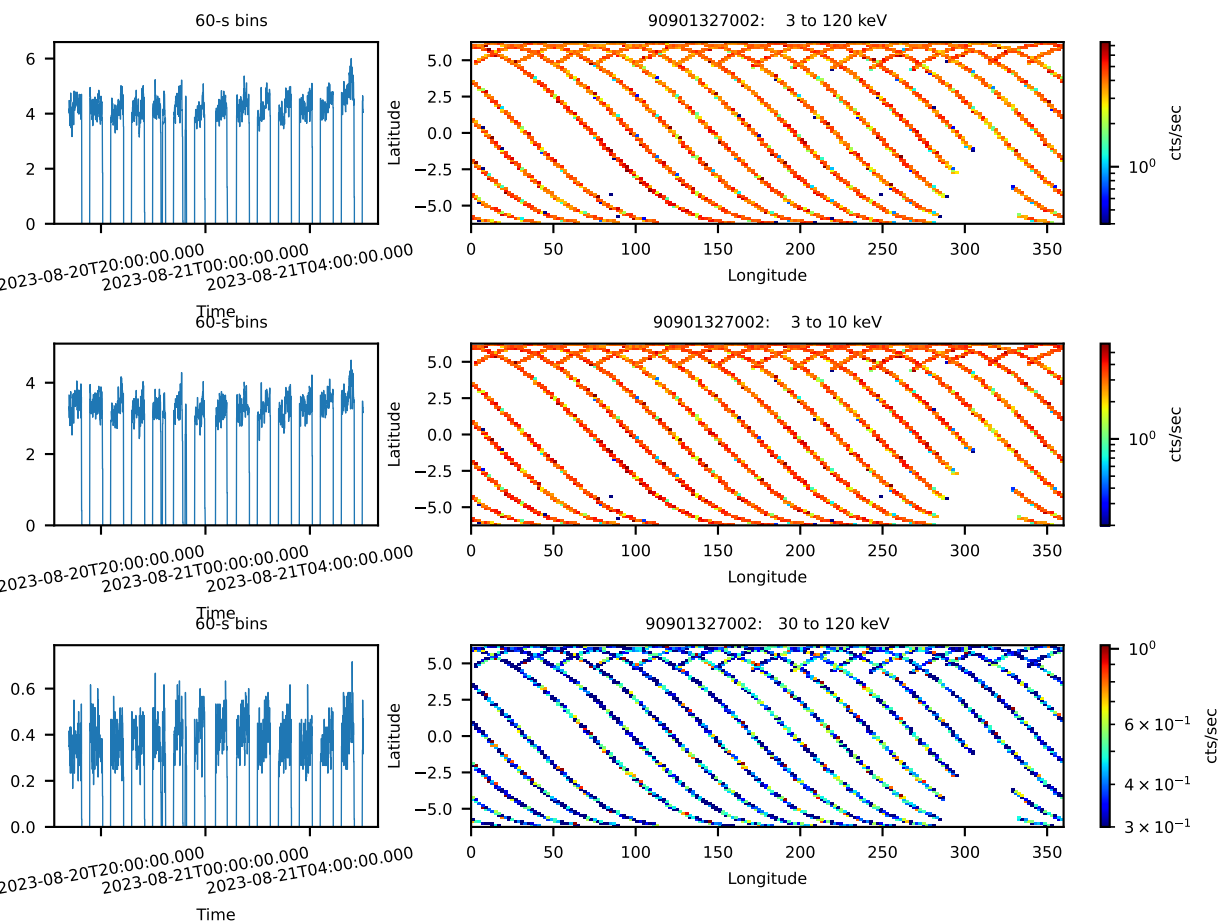 60-s bins
90901327002: 3 to 120 keV
6
4
2
0
2023-08-20T20:00:00.000
2023-08-21T00:00:00.000
2023-08-21T04:00:00.000
Time
Latitude
5.0
2.5
0.0
−2.5
−5.0
0 50 100 150 200 250 300 350
Longitude
10⁰
cts/sec
60-s bins
90901327002: 3 to 10 keV
4
2
0
2023-08-20T20:00:00.000
2023-08-21T00:00:00.000
2023-08-21T04:00:00.000
Time
Latitude
5.0
2.5
0.0
−2.5
−5.0
0 50 100 150 200 250 300 350
Longitude
10⁰
cts/sec
60-s bins
90901327002: 30 to 120 keV
0.6
0.4
0.2
0.0
2023-08-20T20:00:00.000
2023-08-21T00:00:00.000
2023-08-21T04:00:00.000
Time
Latitude
5.0
2.5
0.0
−2.5
−5.0
0 50 100 150 200 250 300 350
Longitude
10⁰
6 × 10⁻¹
4 × 10⁻¹
3 × 10⁻¹
cts/sec